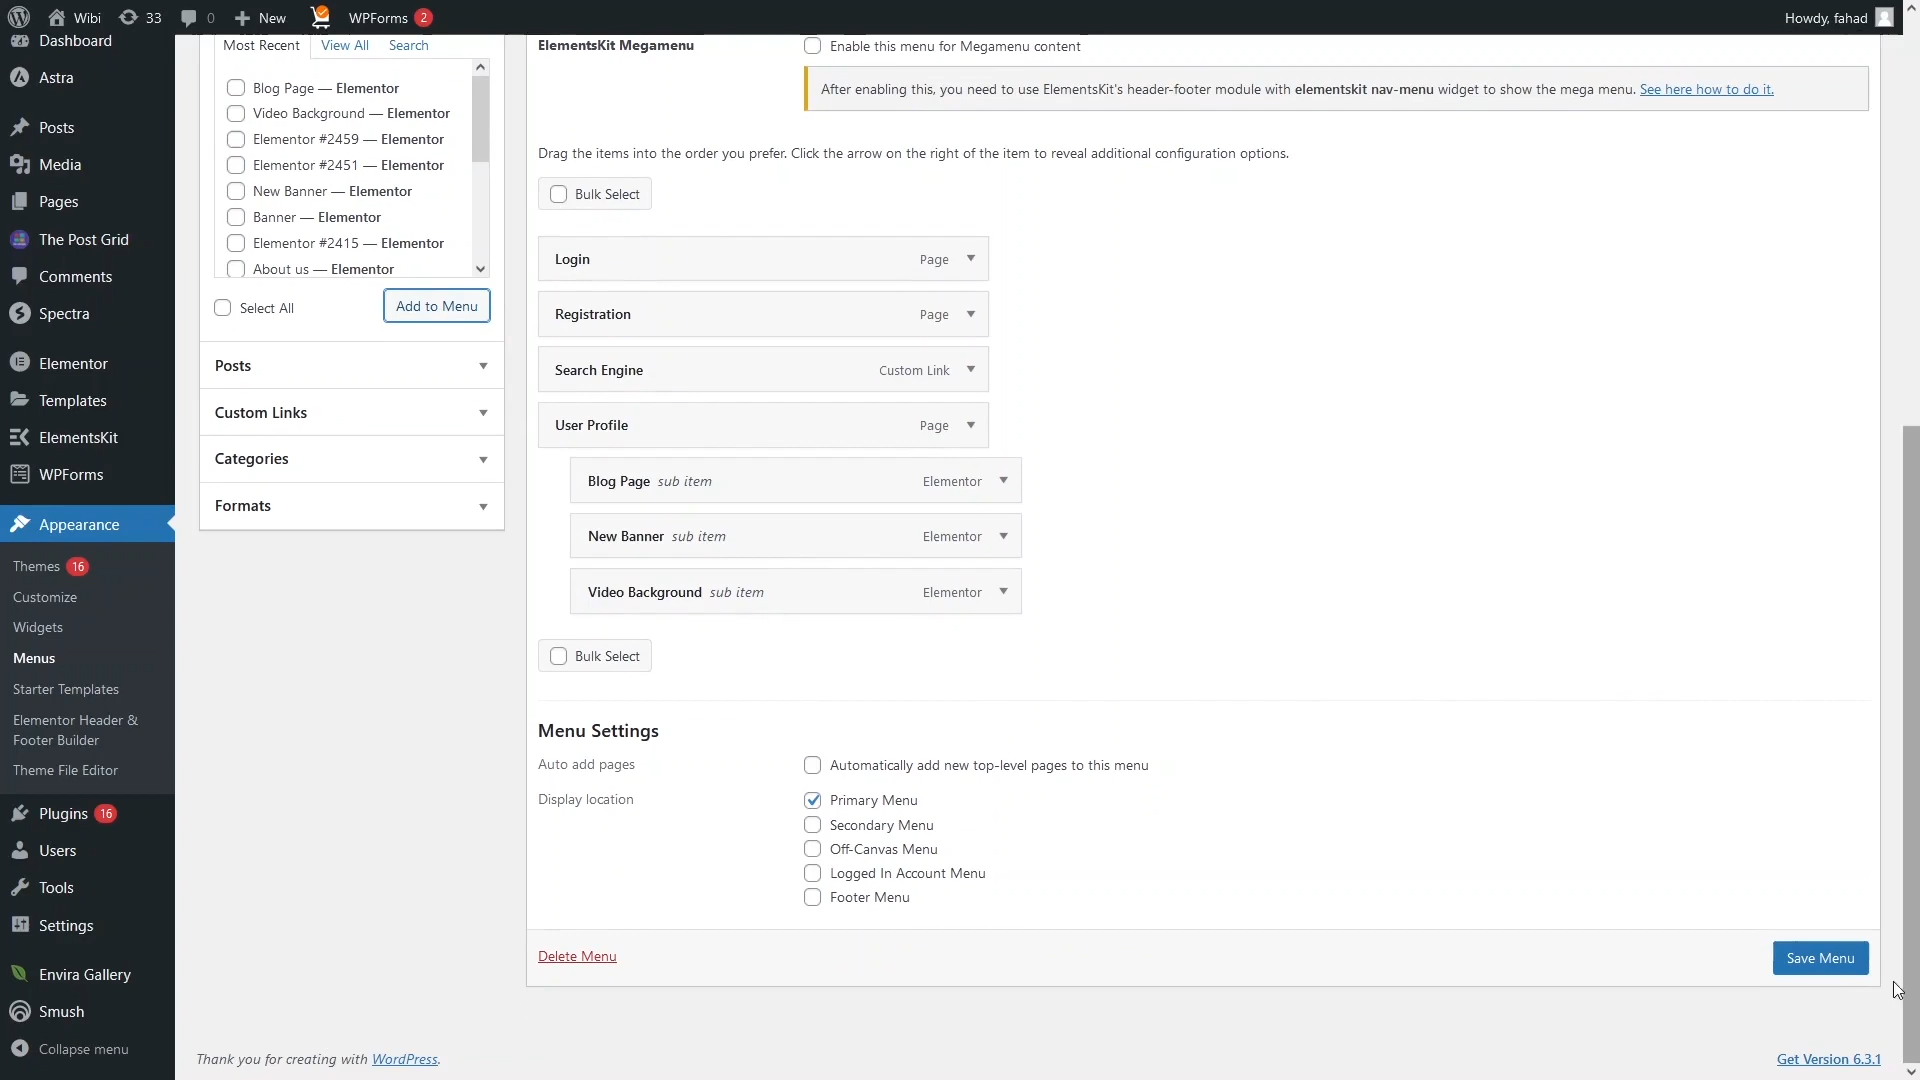 Wibi
33
0
New
WPForms 2
Howdy, fahad
Dashboard
Astra
Posts
Media
Pages
The Post Grid
Comments
Spectra
Elementor
Templates
ElementsKit
WPForms
Appearance
Themes 16
Customize
Widgets
Menus
Starter Templates
Elementor Header &
Footer Builder
Theme File Editor
Plugins 16
Users
Tools
Settings
Envira Gallery
Smush
Collapse menu
Most Recent View All Search
Blog Page — Elementor
Video Background — Elementor
Elementor #2459 — Elementor
Elementor #2451 — Elementor
New Banner — Elementor
Banner — Elementor
Elementor #2415 — Elementor
About us — Elementor
Select All
Add to Menu
Posts
Custom Links
Categories
Formats
ElementsKit Megamenu
Enable this menu for Megamenu content
After enabling this, you need to use ElementsKit's header-footer module with elementskit nav-menu widget to show the mega menu. See here how to do it.
Drag the items into the order you prefer. Click the arrow on the right of the item to reveal additional configuration options.
Bulk Select
Login Page
Registration Page
Search Engine Custom Link
User Profile Page
Blog Page sub item Elementor
New Banner sub item Elementor
Video Background sub item Elementor
Bulk Select
Menu Settings
Auto add pages
Automatically add new top-level pages to this menu
Display location
Primary Menu
Secondary Menu
Off-Canvas Menu
Logged In Account Menu
Footer Menu
Delete Menu
Save Menu
Thank you for creating with WordPress.
Get Version 6.3.1